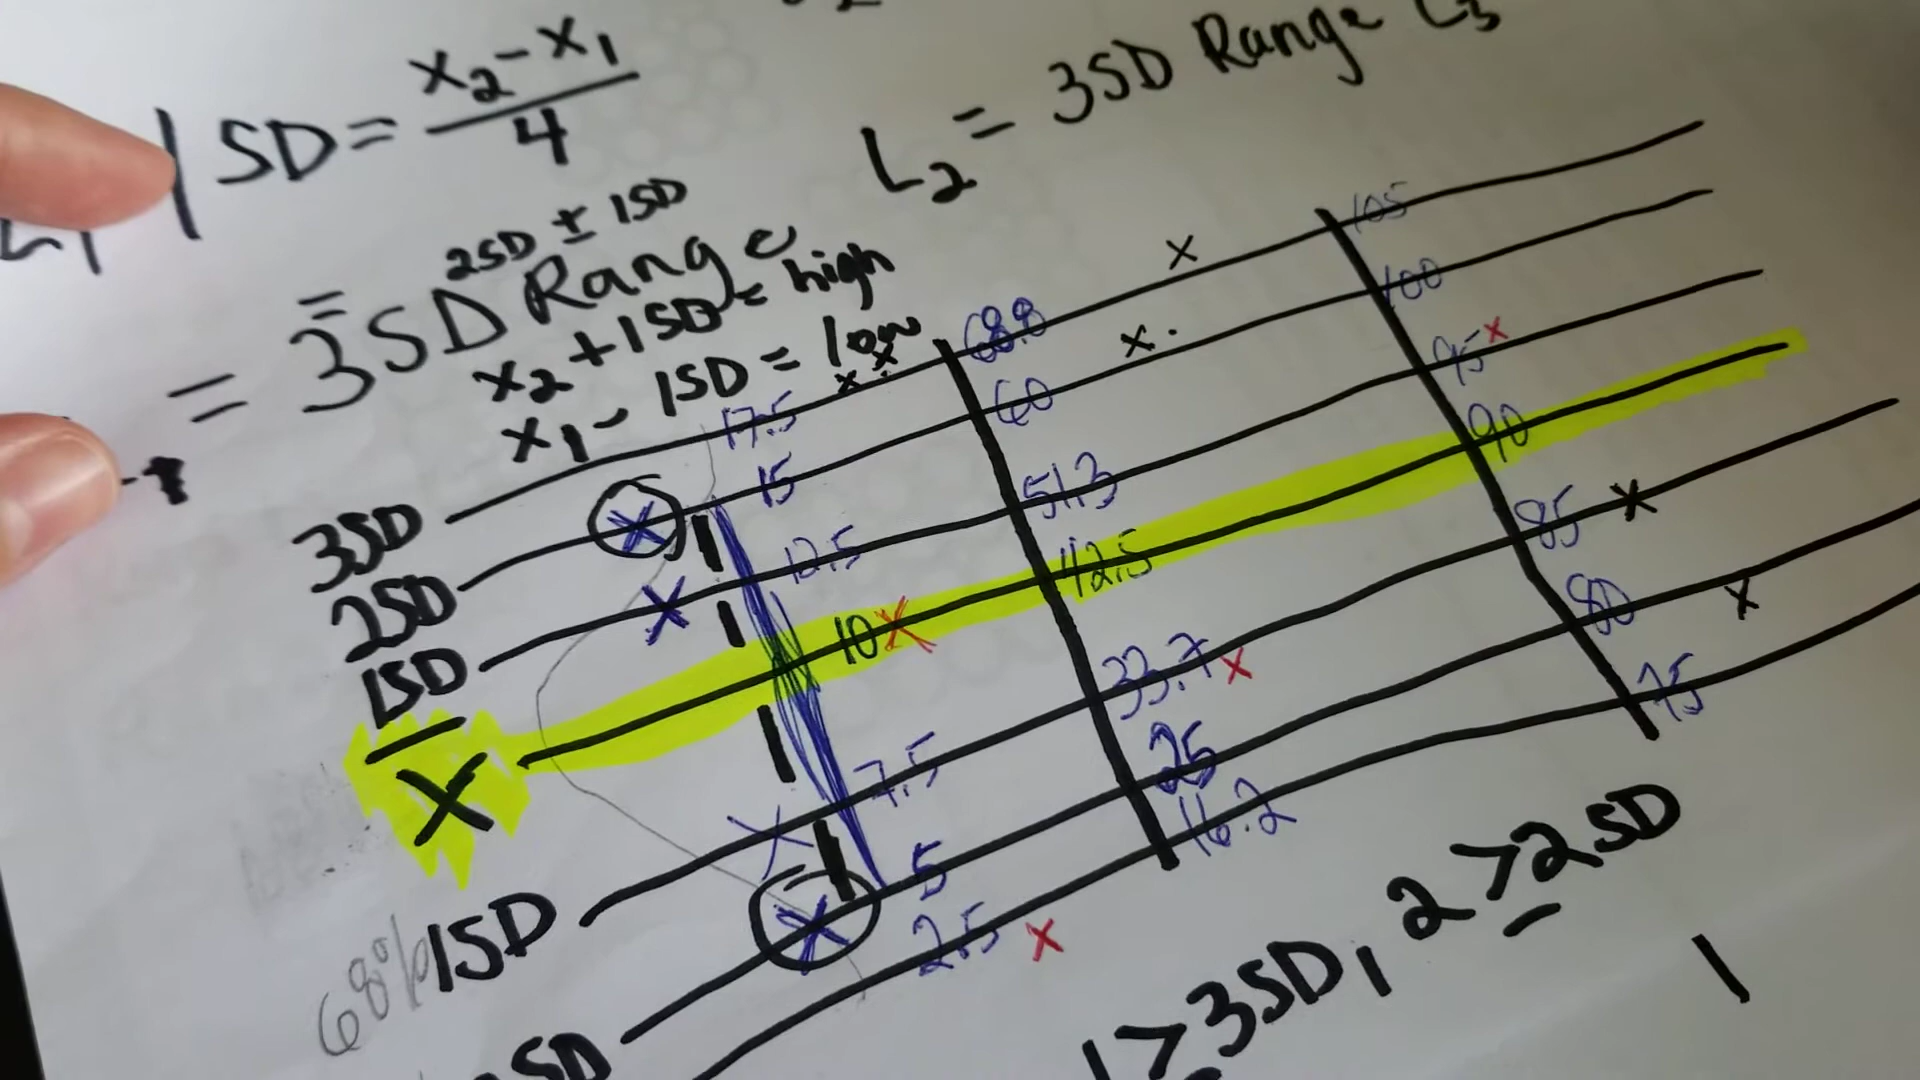 1SD = x2 - x1
4
L2 = 3SD Range L3
2SD ± 1SD
= 3SD Range
x2 + 1SD = high
x1 - 1SD = low
3SD 17.5 68.8 105
2SD 15 60 100
1SD 12.5 51.3 95
X 10 42.5 90
1SD 7.5 33.7 85
SD 5 25 80
2.5 16.2 75
68%
1 > 3SD, 2 > 2SD
1